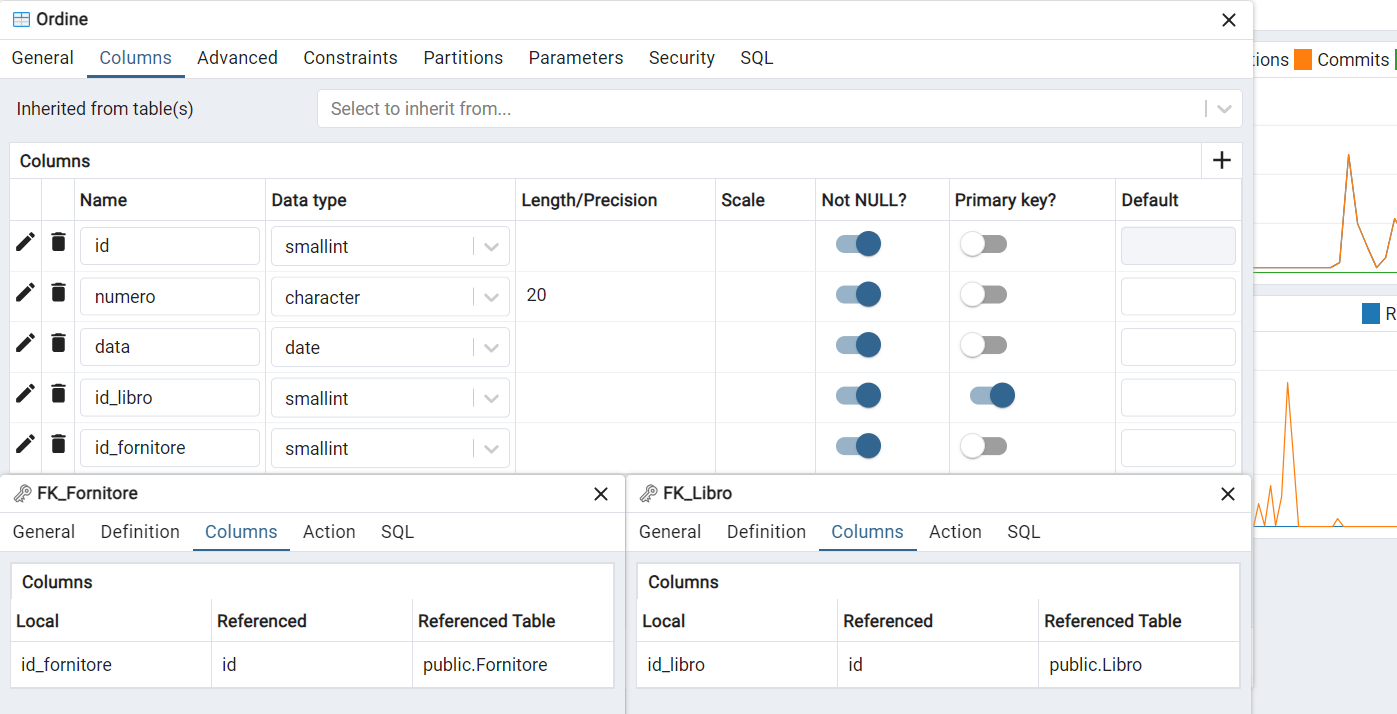 Ordine
General Columns Advanced Constraints Partitions Parameters Security SQL
ions Commits
Inherited from table(s) Select to inherit from...
Columns
Name Data type Length/Precision Scale Not NULL? Primary key? Default
id smallint
numero character 20
data date
R
id_libro smallint
id_fornitore smallint
FK_Fornitore
General Definition Columns Action SQL
Columns
Local Referenced Referenced Table
id_fornitore id public.Fornitore
FK_Libro
General Definition Columns Action SQL
Columns
Local Referenced Referenced Table
id_libro id public.Libro